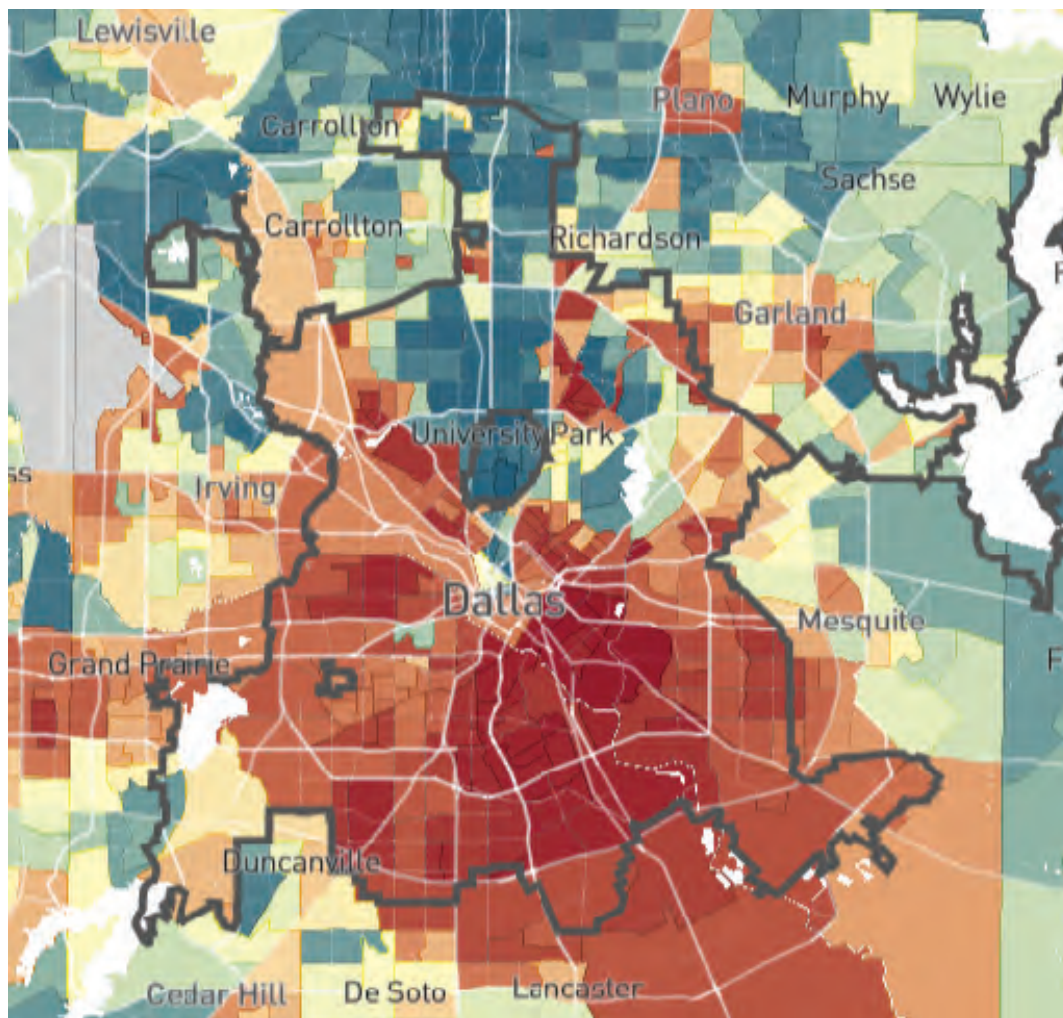 Lewisville
Plano
Murphy
Wylie
Carrollton
Sachse
Carrollton
Richardson
Garland
University Park
ss
Irving
Dallas
Mesquite
Grand Prairie
F
Duncanville
Cedar Hill
De Soto
Lancaster